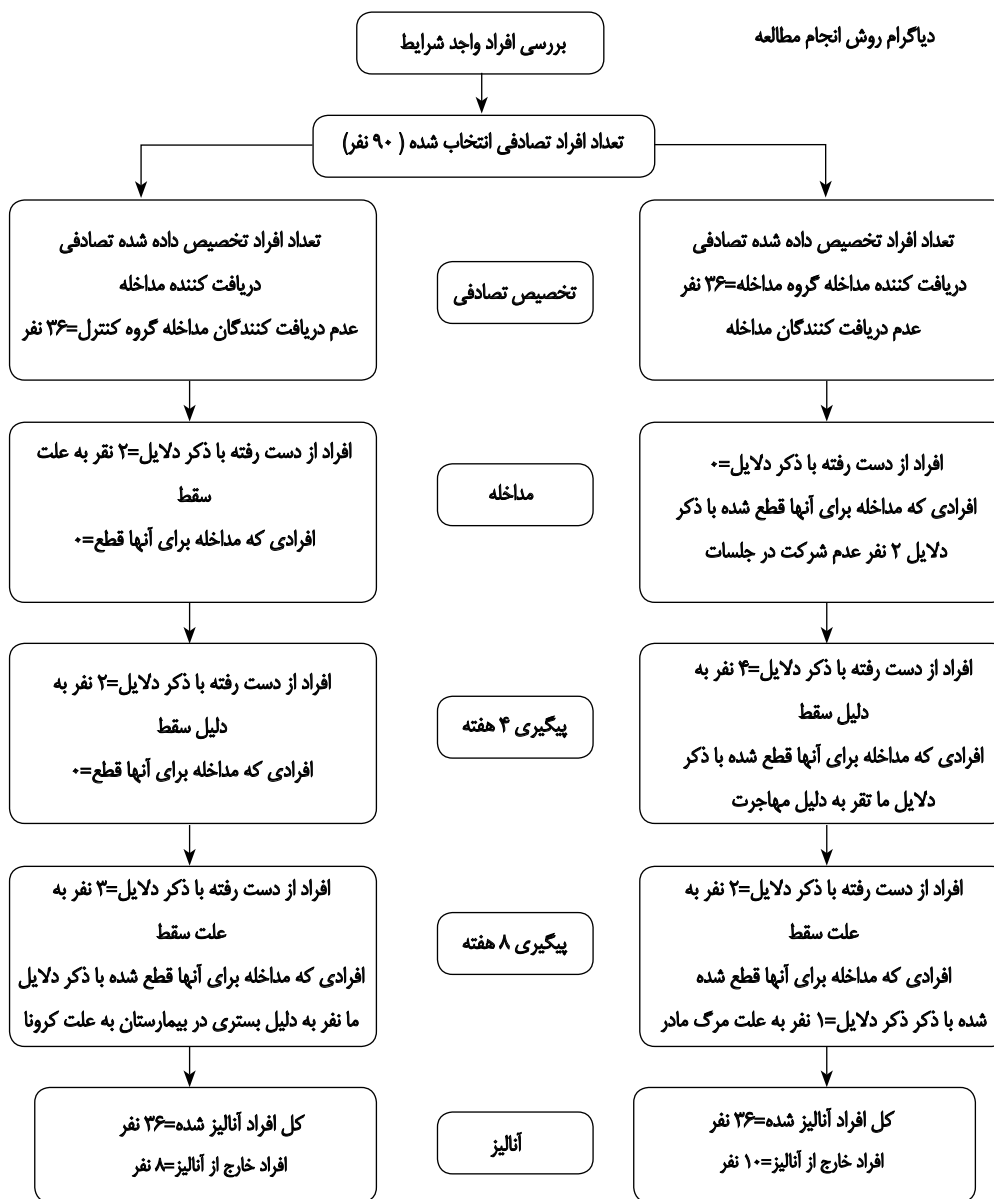 دیاگرام روش انجام مطالعه
بررسی افراد واجد شرایط
تعداد افراد تصادفی انتخاب شده ( ۹۰ نفر)
تعداد افراد تخصیص داده شده تصادفی
دریافت کننده مداخله گروه مداخله=۳۶ نفر
عدم دریافت کنندگان مداخله
تخصیص تصادفی
تعداد افراد تخصیص داده شده تصادفی
دریافت کننده مداخله
عدم دریافت کنندگان مداخله گروه کنترل=۳۶ نفر
افراد از دست رفته با ذکر دلایل=۰
افرادی که مداخله برای آنها قطع شده با ذکر
دلایل ۲ نفر عدم شرکت در جلسات
مداخله
افراد از دست رفته با ذکر دلایل=۲ نقر به علت
سقط
افرادی که مداخله برای آنها قطع=۰
افراد از دست رفته با ذکر دلایل=۴ نفر به
دلیل سقط
افرادی که مداخله برای آنها قطع شده با ذکر
دلایل ما تقر به دلیل مهاجرت
پیگیری ۴ هفته
افراد از دست رفته با ذکر دلایل=۲ نفر به
دلیل سقط
افرادی که مداخله برای آنها قطع=۰
افراد از دست رفته با ذکر دلایل=۲ نفر به
علت سقط
افرادی که مداخله برای آنها قطع شده
شده با ذکر ذکر دلایل=۱ نفر به علت مرگ مادر
پیگیری ۸ هفته
افراد از دست رفته با ذکر دلایل=۳ نفر به
علت سقط
افرادی که مداخله برای آنها قطع شده با ذکر دلایل
ما نفر به دلیل بستری در بیمارستان به علت کرونا
کل افراد آنالیز شده=۳۶ نفر
افراد خارج از آنالیز=۱۰ نفر
آنالیز
کل افراد آنالیز شده=۳۶ نفر
افراد خارج از آنالیز=۸ نفر